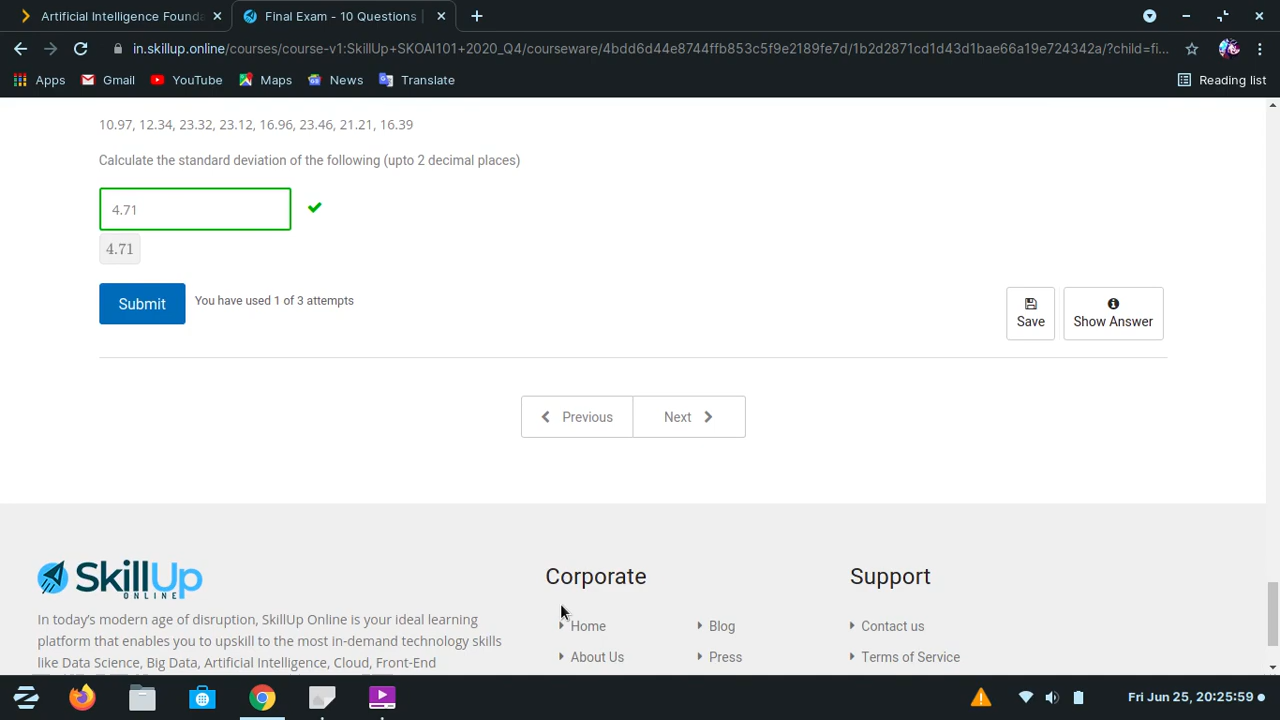 Artificial Intelligence Founda
Final Exam - 10 Questions |
in.skillup.online/courses/course-v1:SkillUp+SKOAI101+2020_Q4/courseware/4bdd6d44e8744ffb853c5f9e2189fe7d/1b2d2871cd1d43d1bae66a19e724342a/?child=fi...
Apps Gmail YouTube Maps News Translate Reading list
10.97, 12.34, 23.32, 23.12, 16.96, 23.46, 21.21, 16.39
Calculate the standard deviation of the following (upto 2 decimal places)
4.71
4.71
Submit You have used 1 of 3 attempts
Save Show Answer
Previous Next
SkillUp
ONLINE
In today's modern age of disruption, SkillUp Online is your ideal learning
platform that enables you to upskill to the most in-demand technology skills
like Data Science, Big Data, Artificial Intelligence, Cloud, Front-End
Corporate
Home Blog
About Us Press
Support
Contact us
Terms of Service
Fri Jun 25, 20:25:59